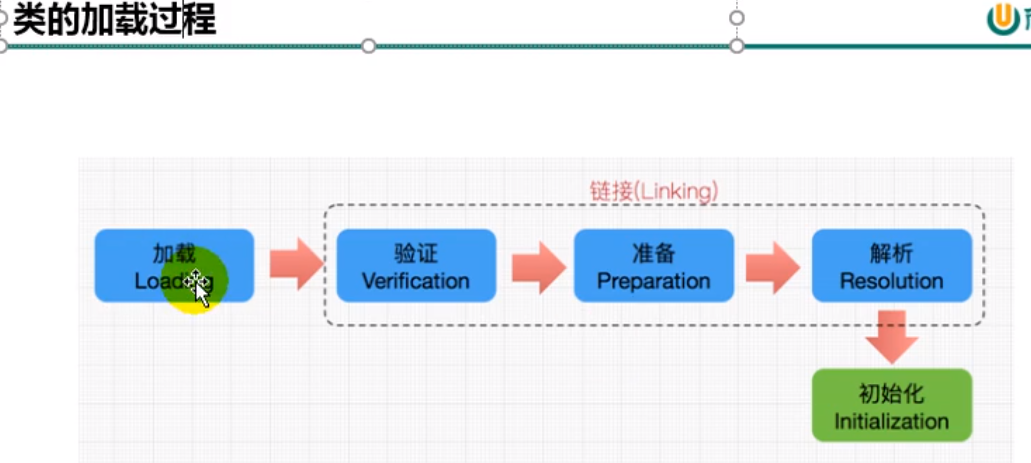 类的加载过程
链接(Linking)
加载
Loading
验证
Verification
准备
Preparation
解析
Resolution
初始化
Initialization